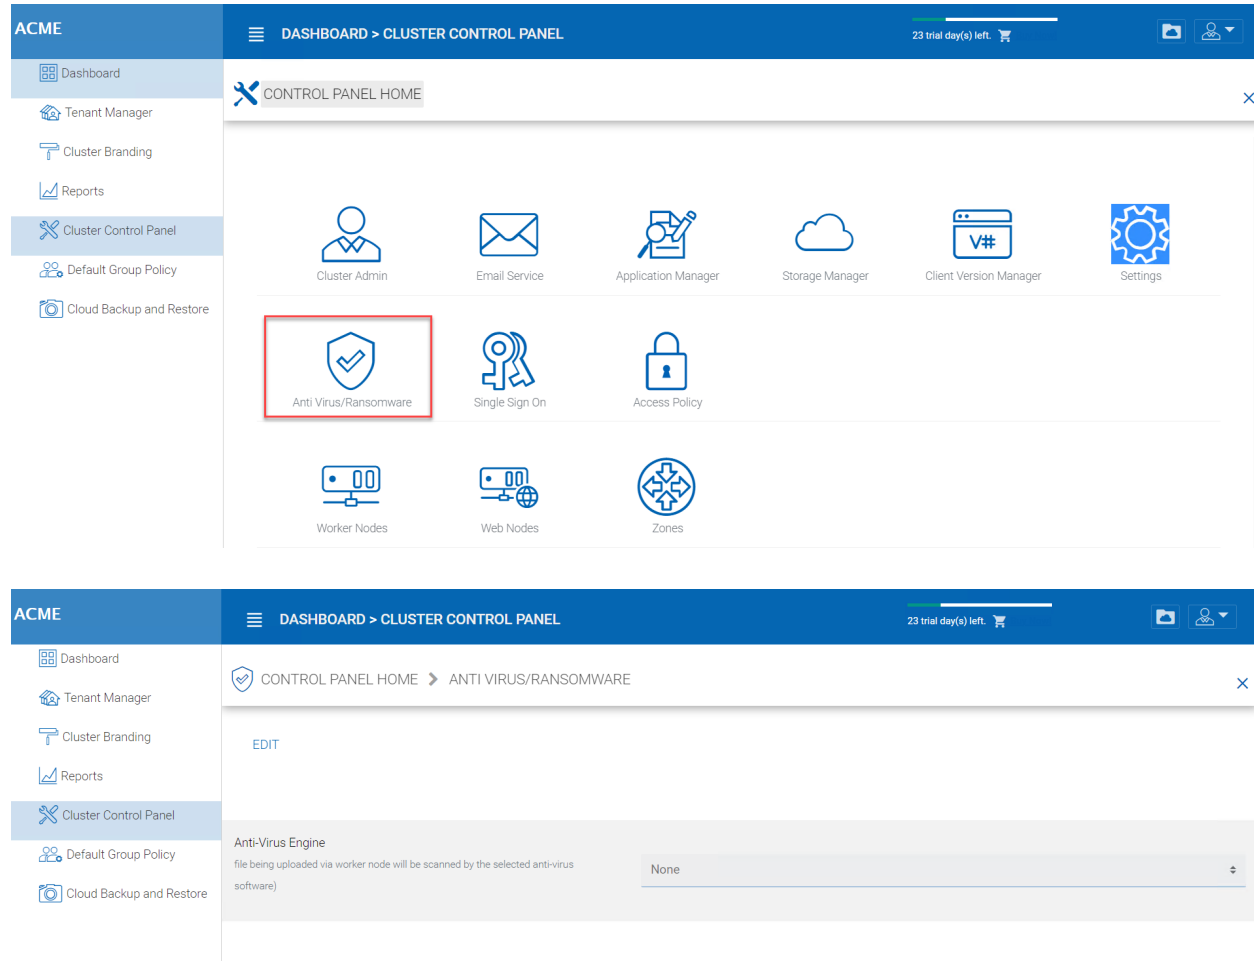 ACME
DASHBOARD > CLUSTER CONTROL PANEL
23 trial day(s) left.
Dashboard
Tenant Manager
Cluster Branding
Reports
Cluster Control Panel
Default Group Policy
Cloud Backup and Restore
CONTROL PANEL HOME
Cluster Admin
Email Service
Application Manager
Storage Manager
V#
Client Version Manager
Settings
Anti Virus/Ransomware
Single Sign On
Access Policy
Worker Nodes
Web Nodes
Zones
ACME
DASHBOARD > CLUSTER CONTROL PANEL
23 trial day(s) left.
Dashboard
Tenant Manager
Cluster Branding
Reports
Cluster Control Panel
Default Group Policy
Cloud Backup and Restore
CONTROL PANEL HOME > ANTI VIRUS/RANSOMWARE
EDIT
Anti-Virus Engine
file being uploaded via worker node will be scanned by the selected anti-virus
software)
None